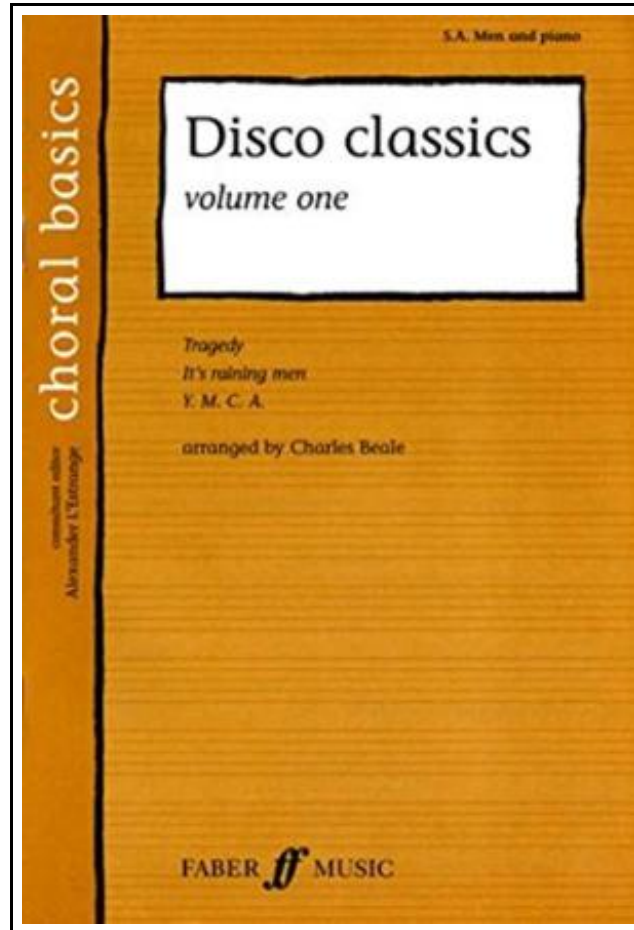 S.A. Men and piano
Disco classics
volume one
Tragedy
It's raining men
Y. M. C. A.
arranged by Charles Beale
choral basics
consultant editor
Alexander L'Estrange
FABER ff MUSIC